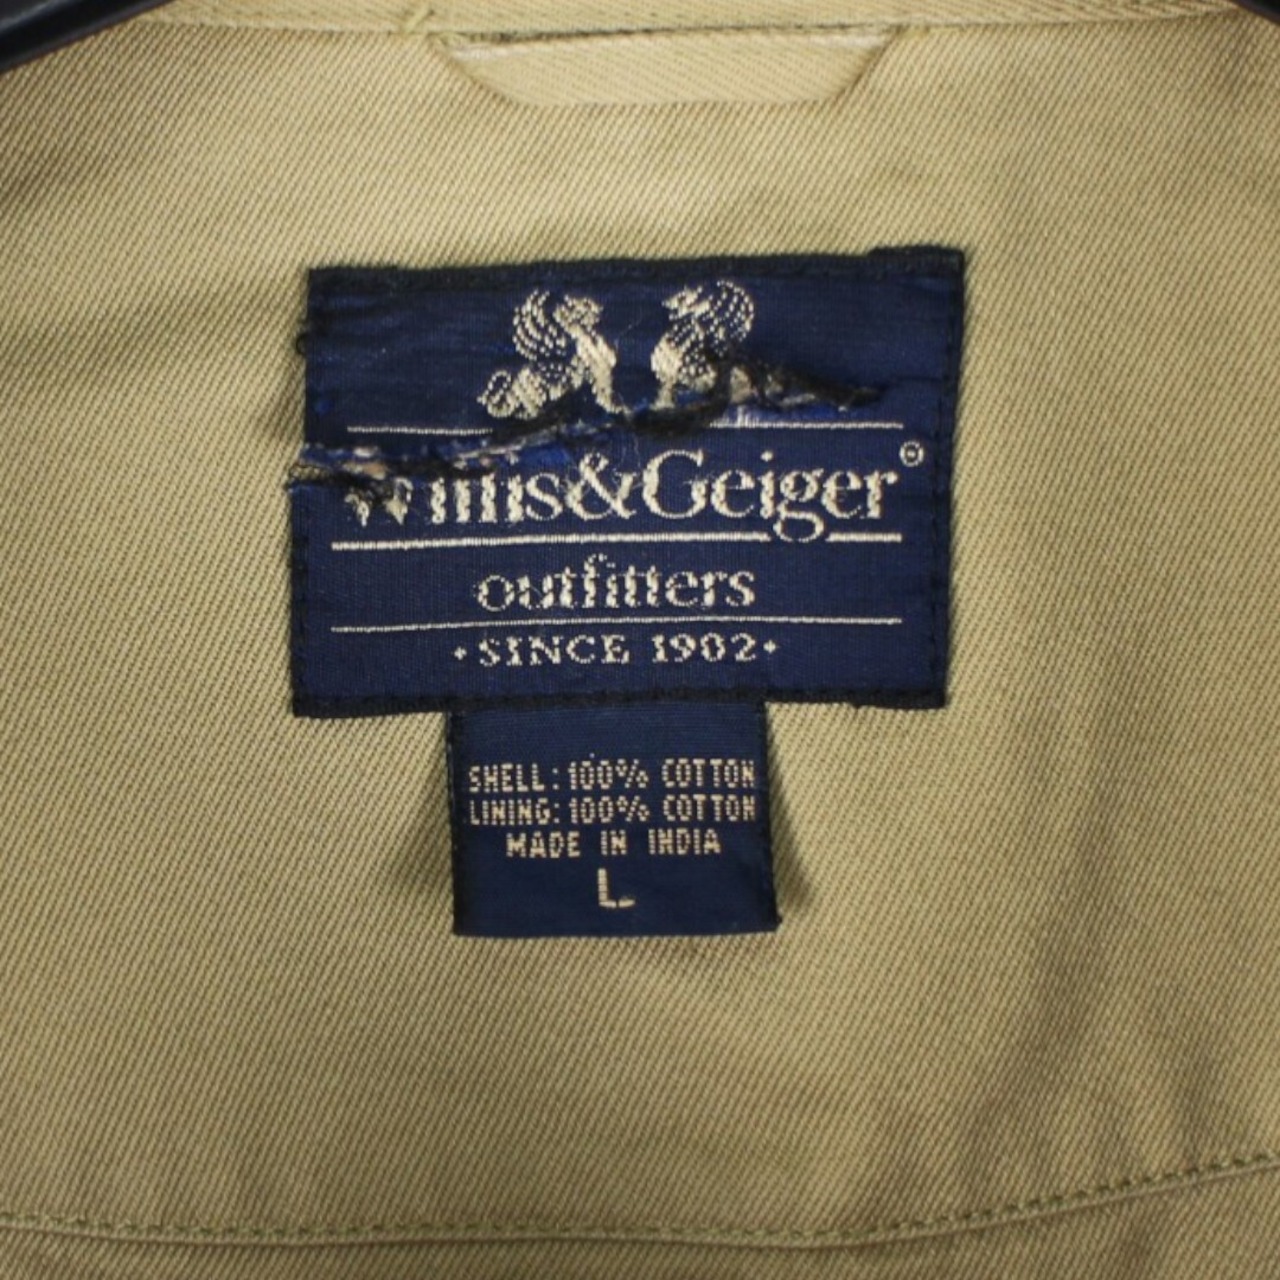 Willis&Geiger®
outfitters
•SINCE 1902•
SHELL: 100% COTTON
LINING: 100% COTTON
MADE IN INDIA
L